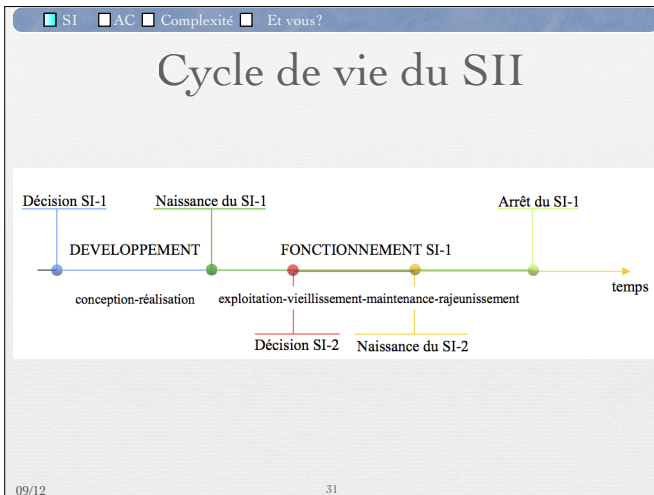 SI AC Complexité Et vous?
Cycle de vie du SII
Décision SI-1 Naissance du SI-1 Arrêt du SI-1
DEVELOPPEMENT FONCTIONNEMENT SI-1
temps
conception-réalisation exploitation-vieillissement-maintenance-rajeunissement
Décision SI-2 Naissance du SI-2
09/12 31